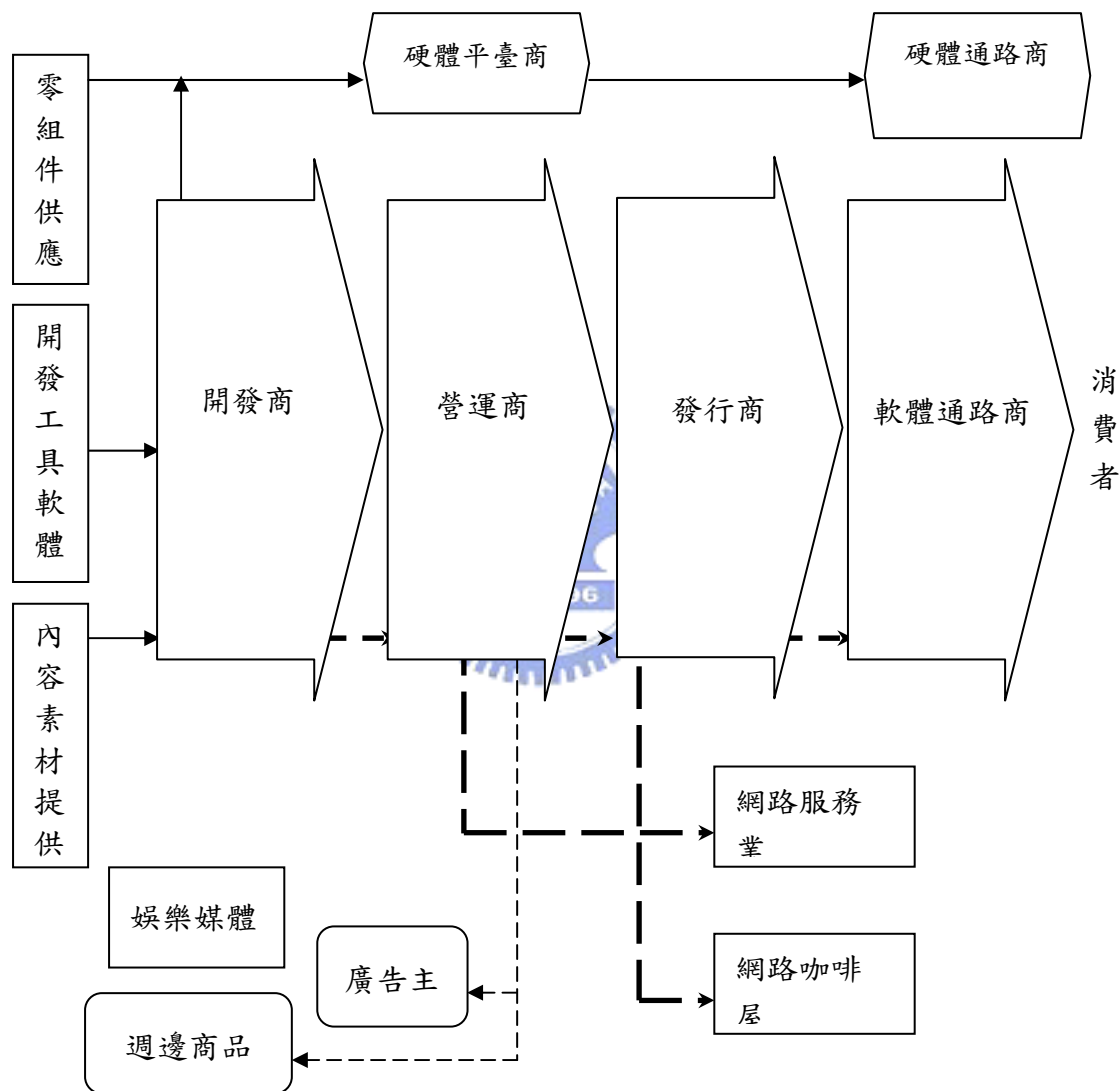 硬體平臺商
硬體通路商
零組件供應
開發工具軟體
內容素材提供
開發商
營運商
發行商
軟體通路商
消費者
96
網路服務
業
娛樂媒體
廣告主
網路咖啡
屋
週邊商品